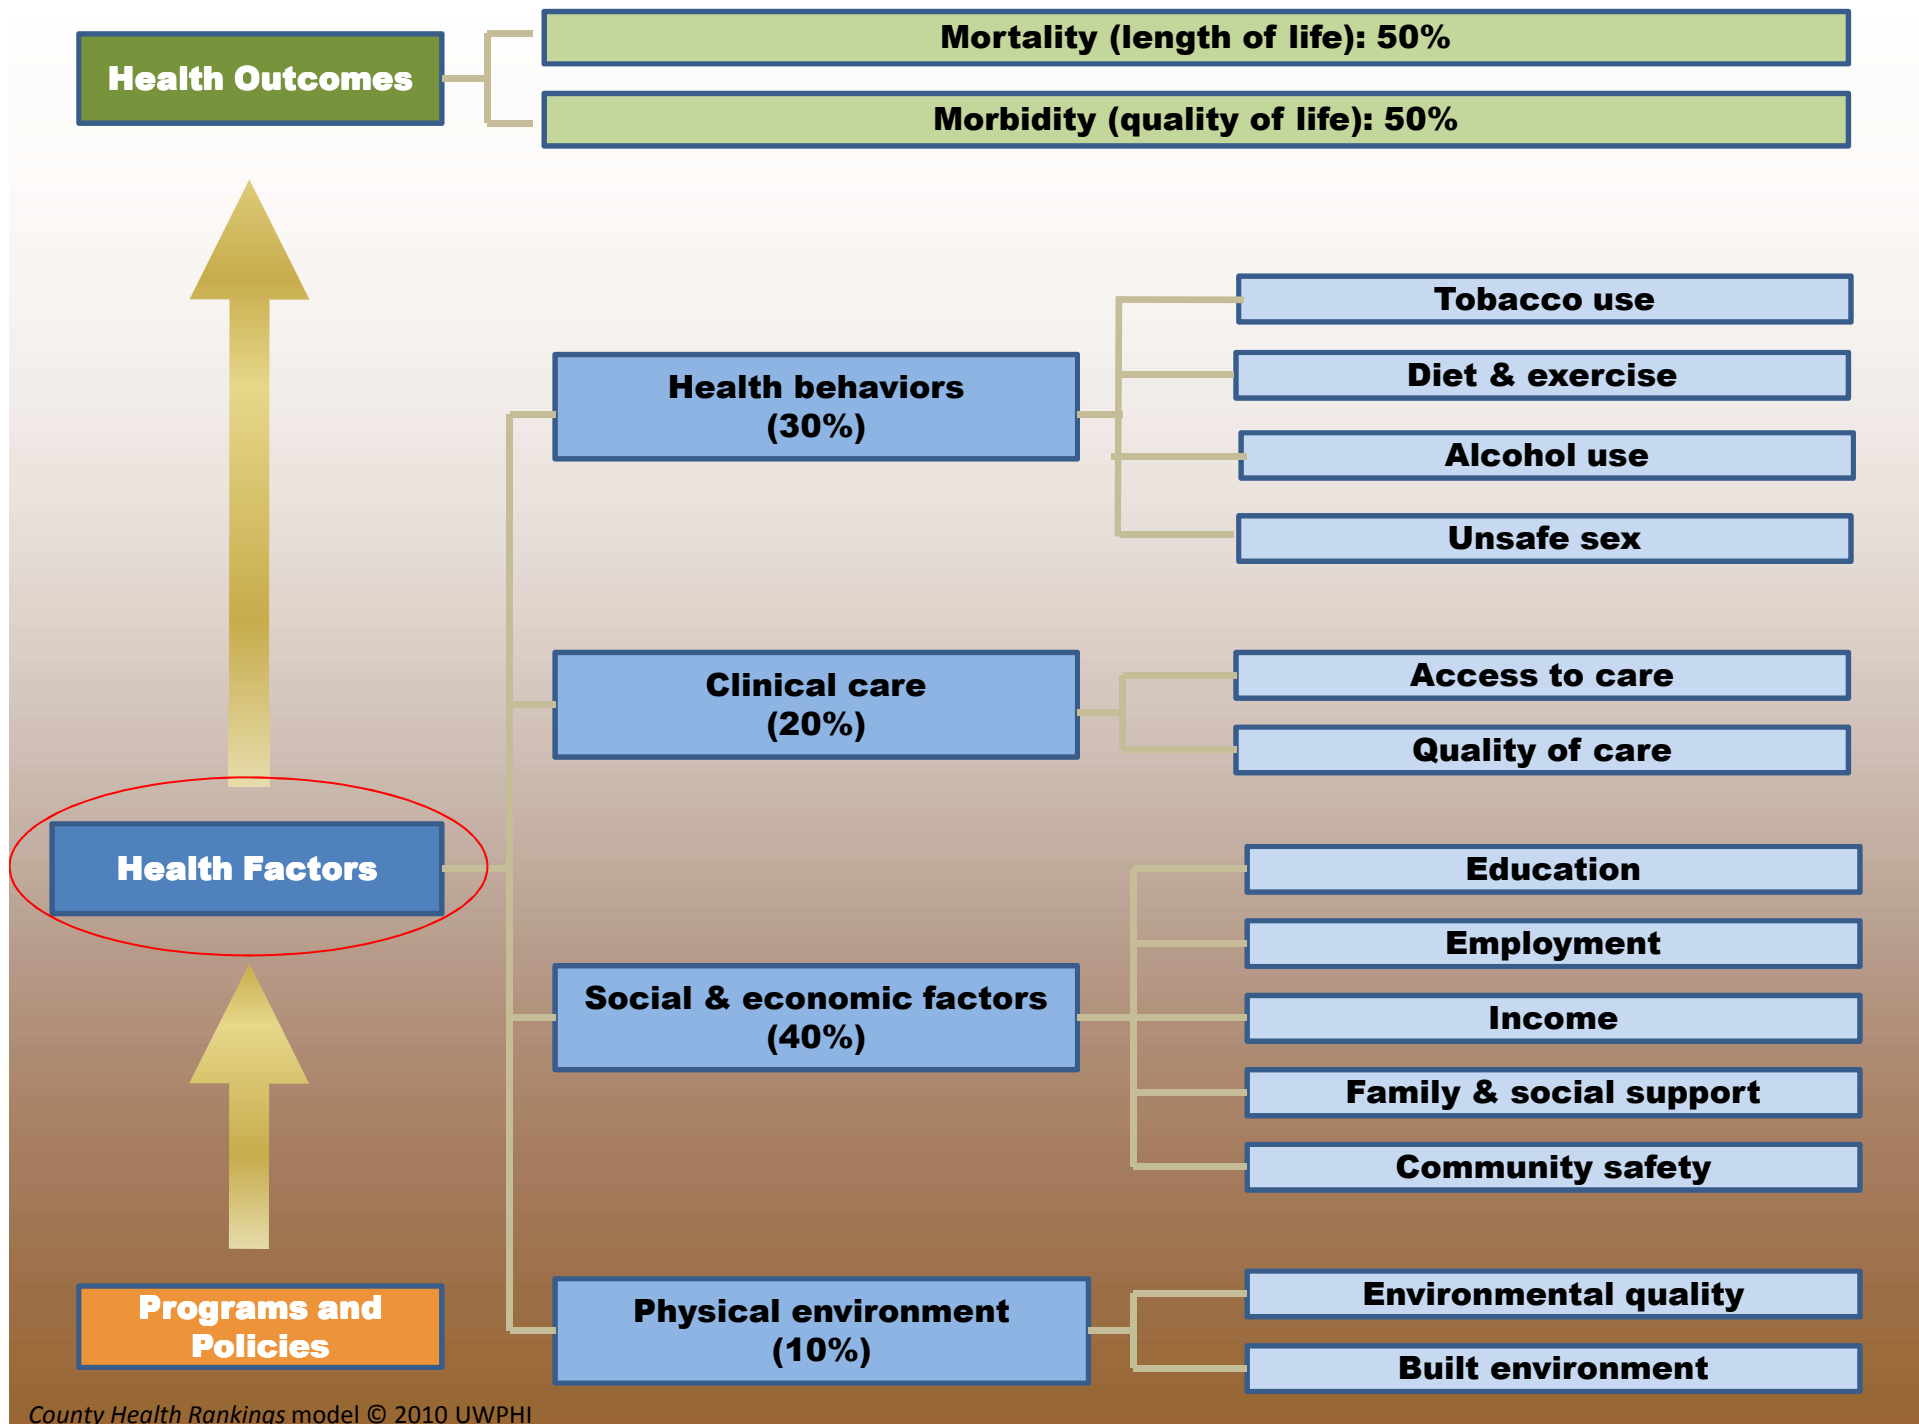 Health Outcomes
Mortality (length of life): 50%
Morbidity (quality of life): 50%
Health behaviors
(30%)
Tobacco use
Diet & exercise
Alcohol use
Unsafe sex
Clinical care
(20%)
Access to care
Quality of care
Health Factors
Social & economic factors
(40%)
Education
Employment
Income
Family & social support
Community safety
Programs and
Policies
Physical environment
(10%)
Environmental quality
Built environment
County Health Rankings model © 2010 UWPHI